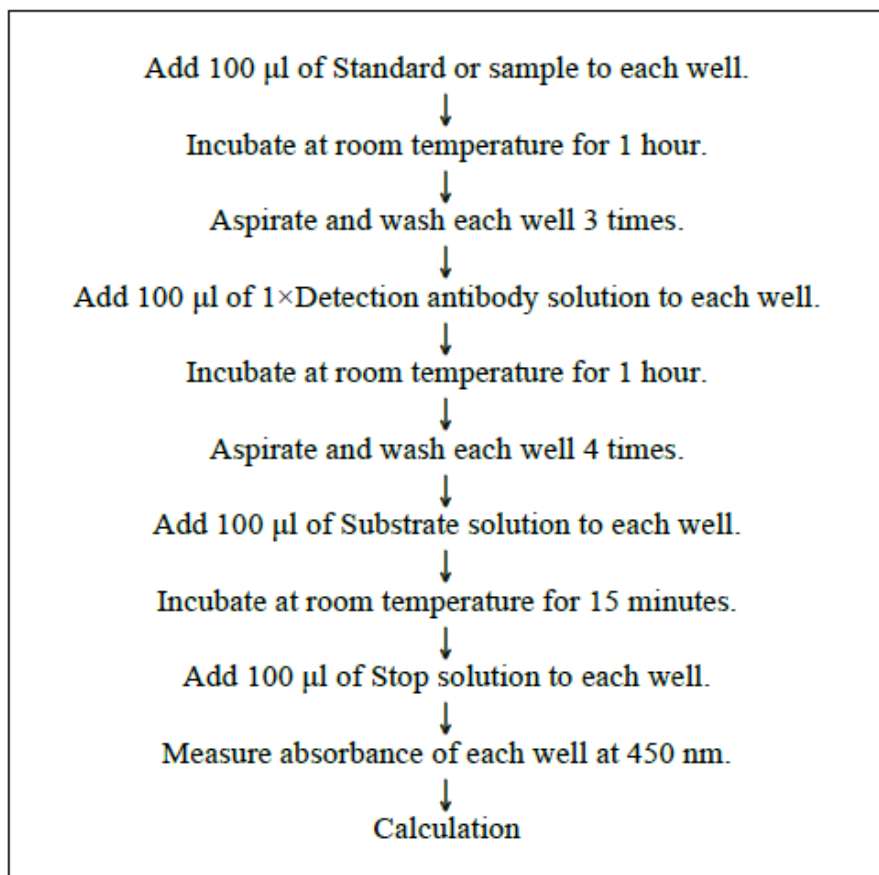 Add 100 μl of Standard or sample to each well.
↓
Incubate at room temperature for 1 hour.
↓
Aspirate and wash each well 3 times.
↓
Add 100 μl of 1×Detection antibody solution to each well.
↓
Incubate at room temperature for 1 hour.
↓
Aspirate and wash each well 4 times.
↓
Add 100 μl of Substrate solution to each well.
↓
Incubate at room temperature for 15 minutes.
↓
Add 100 μl of Stop solution to each well.
↓
Measure absorbance of each well at 450 nm.
↓
Calculation